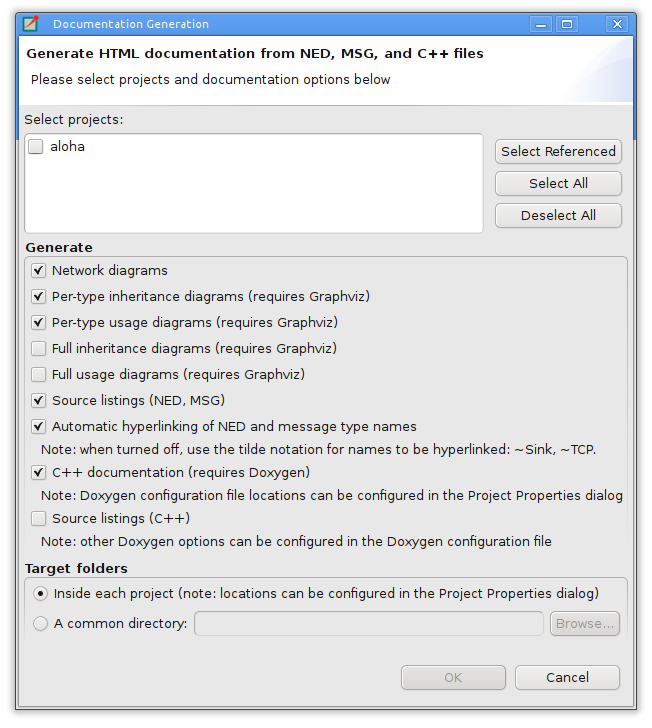 Documentation Generation
Generate HTML documentation from NED, MSG, and C++ files
Please select projects and documentation options below
Select projects:
aloha
Select Referenced
Select All
Deselect All
Generate
Network diagrams
Per-type inheritance diagrams (requires Graphviz)
Per-type usage diagrams (requires Graphviz)
Full inheritance diagrams (requires Graphviz)
Full usage diagrams (requires Graphviz)
Source listings (NED, MSG)
Automatic hyperlinking of NED and message type names
Note: when turned off, use the tilde notation for names to be hyperlinked: ~Sink, ~TCP.
C++ documentation (requires Doxygen)
Note: Doxygen configuration file locations can be configured in the Project Properties dialog
Source listings (C++)
Note: other Doxygen options can be configured in the Doxygen configuration file
Target folders
Inside each project (note: locations can be configured in the Project Properties dialog)
A common directory:
Browse...
OK
Cancel